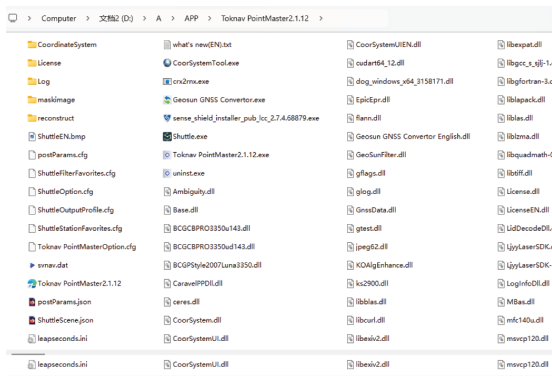 Computer > 文档2 (D:) > A > APP > Toknav PointMaster2.1.12 >
CoordinateSystem
License
Log
maskimage
reconstruct
ShuttleEN.bmp
postParams.cfg
ShuttleFilterFavorites.cfg
ShuttleOption.cfg
ShuttleOutputProfile.cfg
ShuttleStationFavorites.cfg
Toknav PointMasterOption.cfg
svnav.dat
Toknav PointMaster2.1.12
postParams.json
ShuttleScene.json
leapseconds.ini
leapseconds.ini
what's new(EN).txt
CoorSystemTool.exe
crx2rnx.exe
Geosun GNSS Convertor.exe
sense_shield_installer_pub_lcc_2.7.4.68879.exe
Shuttle.exe
Toknav PointMaster2.1.12.exe
uninst.exe
Ambiguity.dll
Base.dll
BCGCBPRO3350u143.dll
BCGCBPRO3350ud143.dll
BCGPStyle2007Luna3350.dll
CaravelPPDll.dll
ceres.dll
CoorSystem.dll
CoorSystemUI.dll
CoorSystemUI.dll
CoorSystemUIEN.dll
cudart64_12.dll
dog_windows_x64_3158171.dll
EpicEpr.dll
flann.dll
Geosun GNSS Convertor English.dll
GeoSunFilter.dll
gflags.dll
glog.dll
GnssData.dll
gtest.dll
jpeg62.dll
KOAlgEnhance.dll
ks2900.dll
libblas.dll
libcurl.dll
libexiv2.dll
libexiv2.dll
libexpat.dll
libgcc_s_sjlj-1.
libgfortran-3.
liblapack.dll
liblas.dll
liblzma.dll
libquadmath-
libtiff.dll
License.dll
LicenseEN.dll
LidDecodeDll.
LjyyLaserSDK.
LjyyLaserSDK-
LogInfoDll.dll
MBas.dll
mfc140u.dll
msvcp120.dll
msvcp120.dll